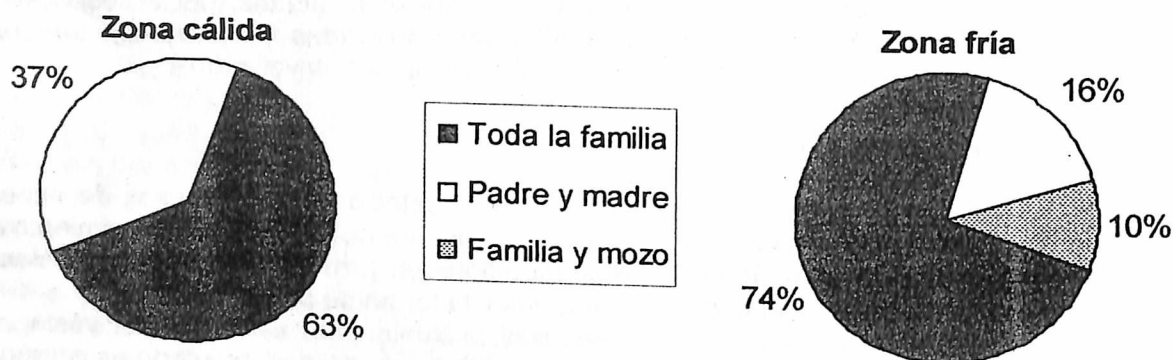 Zona cálida
37%
63%
Toda la familia
Padre y madre
Familia y mozo
Zona fría
16%
10%
74%